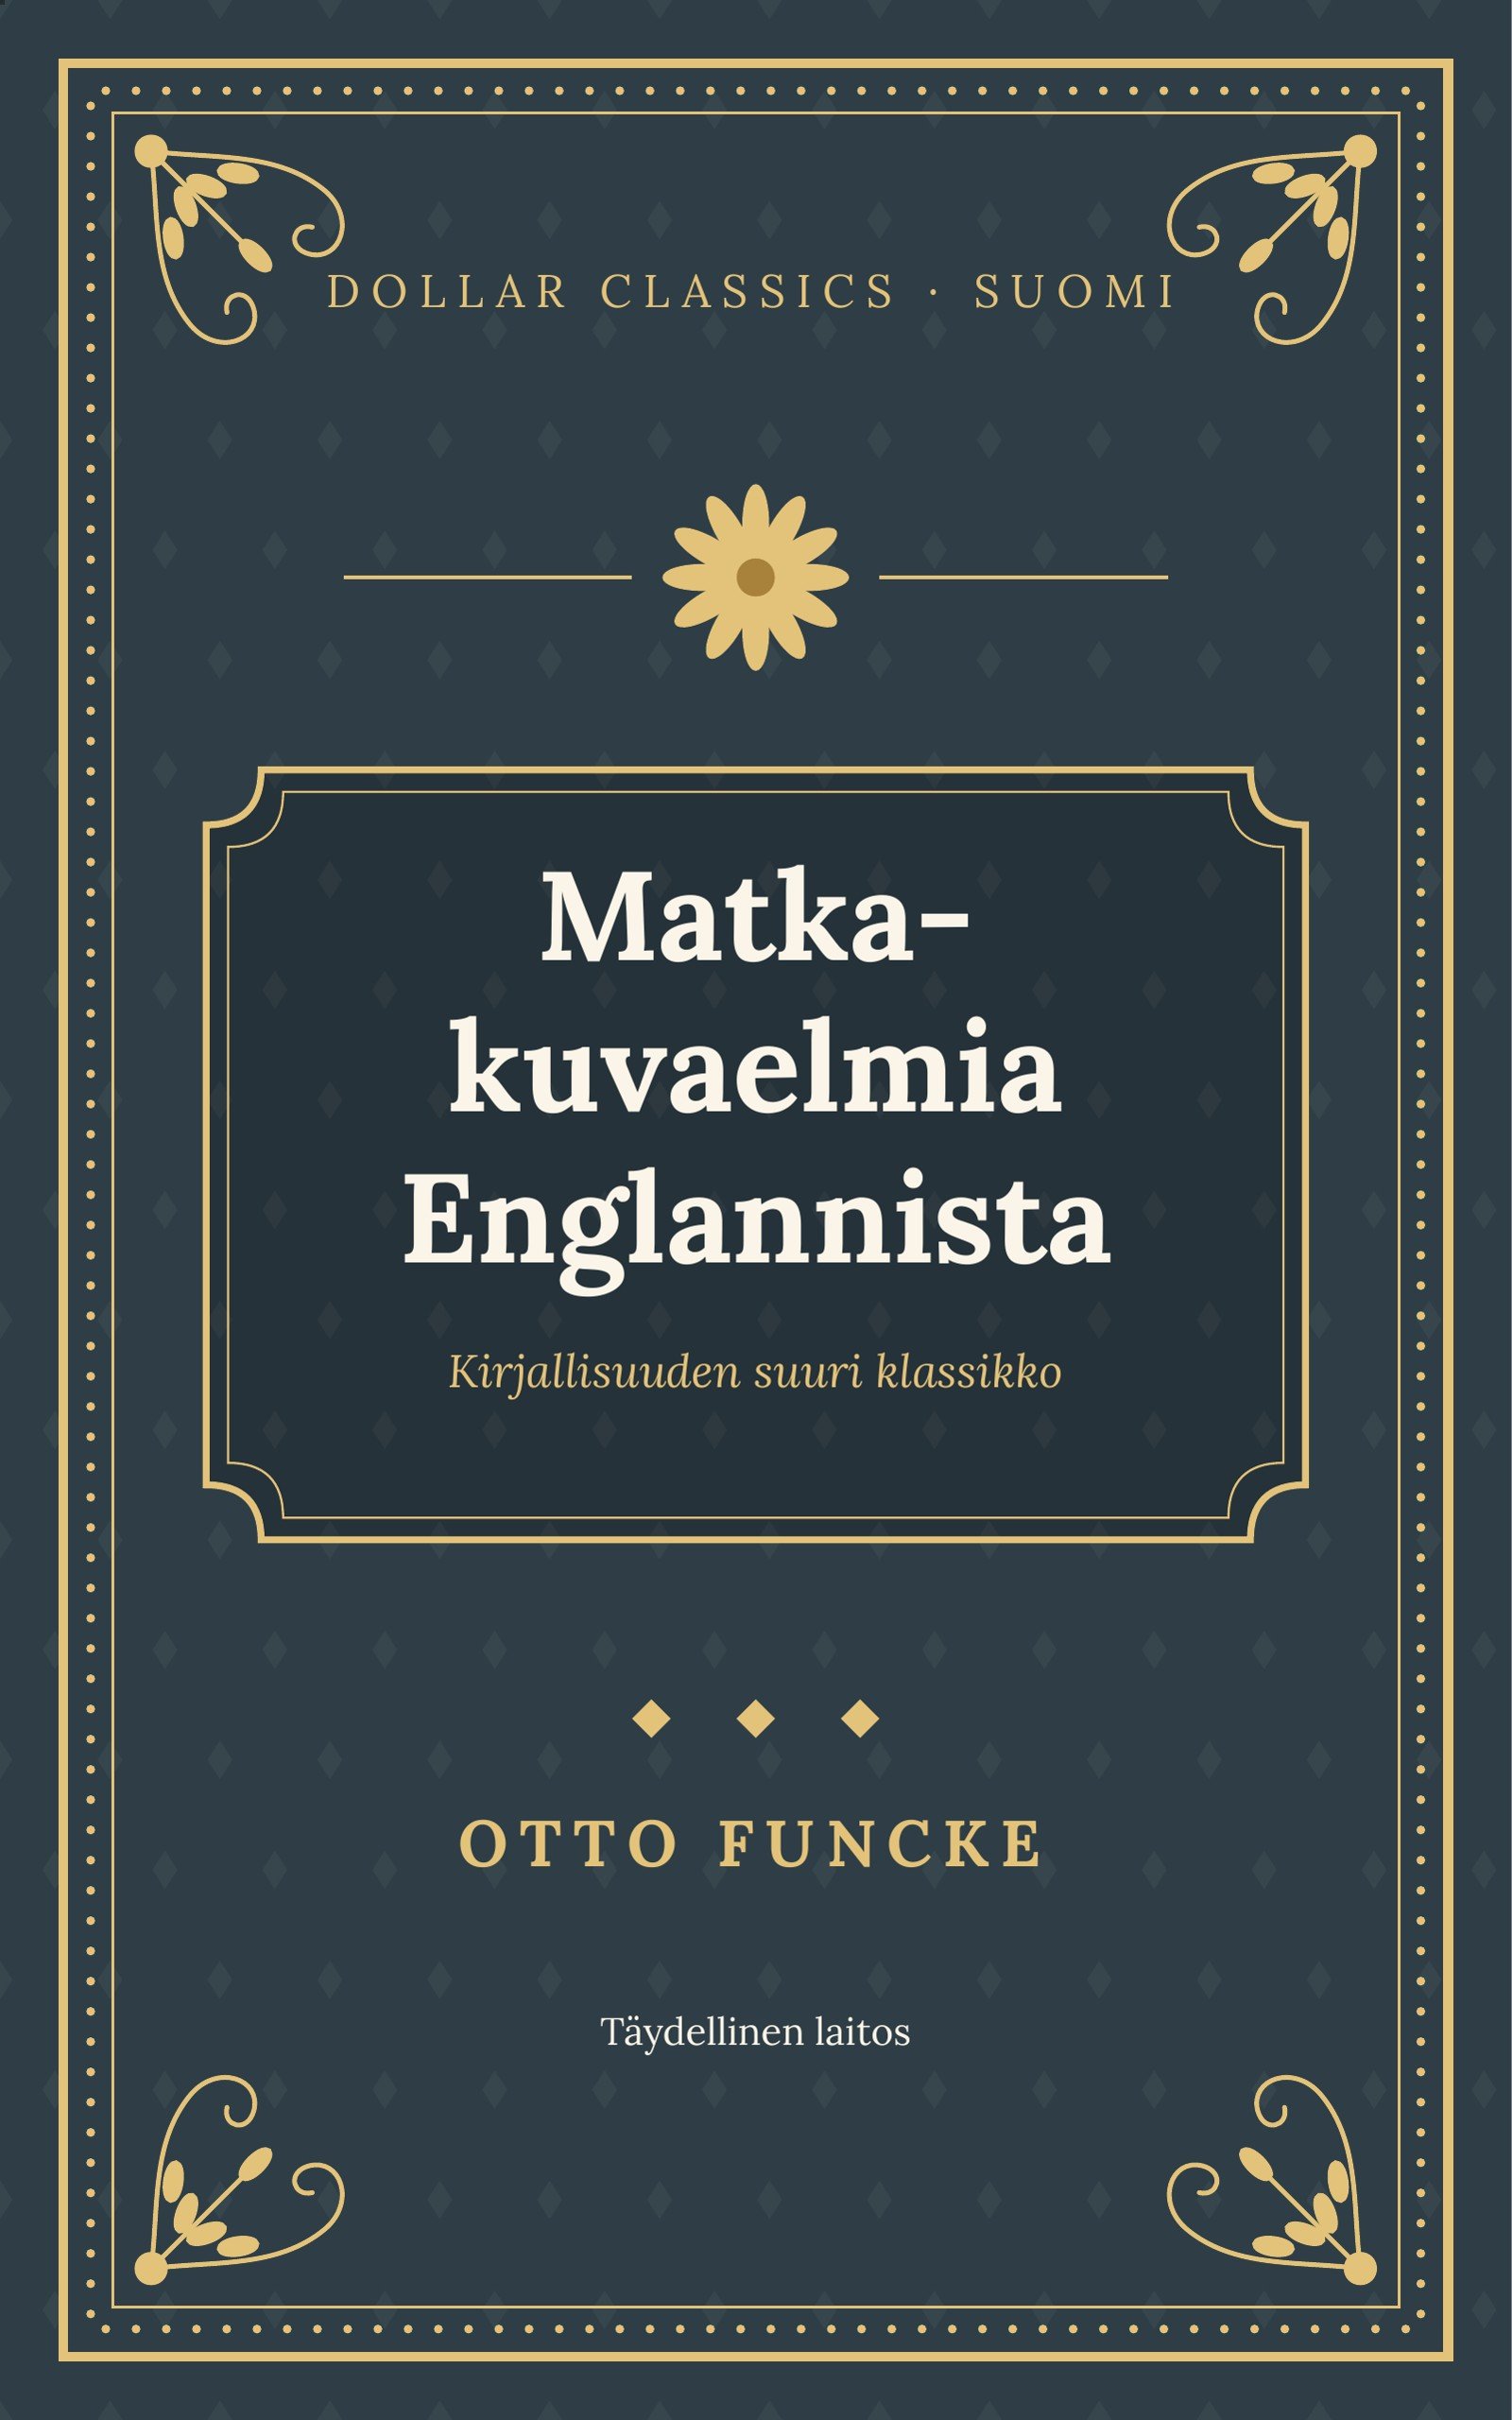 DOLLAR CLASSICS · SUOMI
Matka-
kuvaelmia
Englannista
Kirjallisuuden suuri klassikko
OTTO FUNCKE
Täydellinen laitos